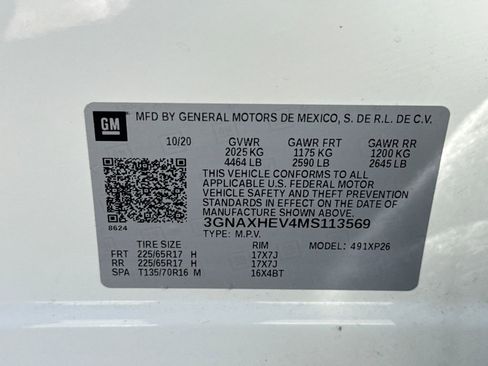 GM MFD BY GENERAL MOTORS DE MEXICO, S. DE R.L. DE C.V.
10/20 GVWR GAWR FRT GAWR RR
2025 KG 1175 KG 1200 KG
4464 LB 2590 LB 2645 LB
THIS VEHICLE CONFORMS TO ALL
APPLICABLE U.S. FEDERAL MOTOR
VEHICLE SAFETY AND THEFT PREVENTION
STANDARDS IN EFFECT ON THE DATE OF
MANUFACTURE SHOWN ABOVE.
8624 3GNAXHEV4MS113569
TYPE: M.P.V.
TIRE SIZE RIM MODEL: 491XP26
FRT 225/65R17 H 17X7J
RR 225/65R17 H 17X7J
SPA T135/70R16 M 16X4BT